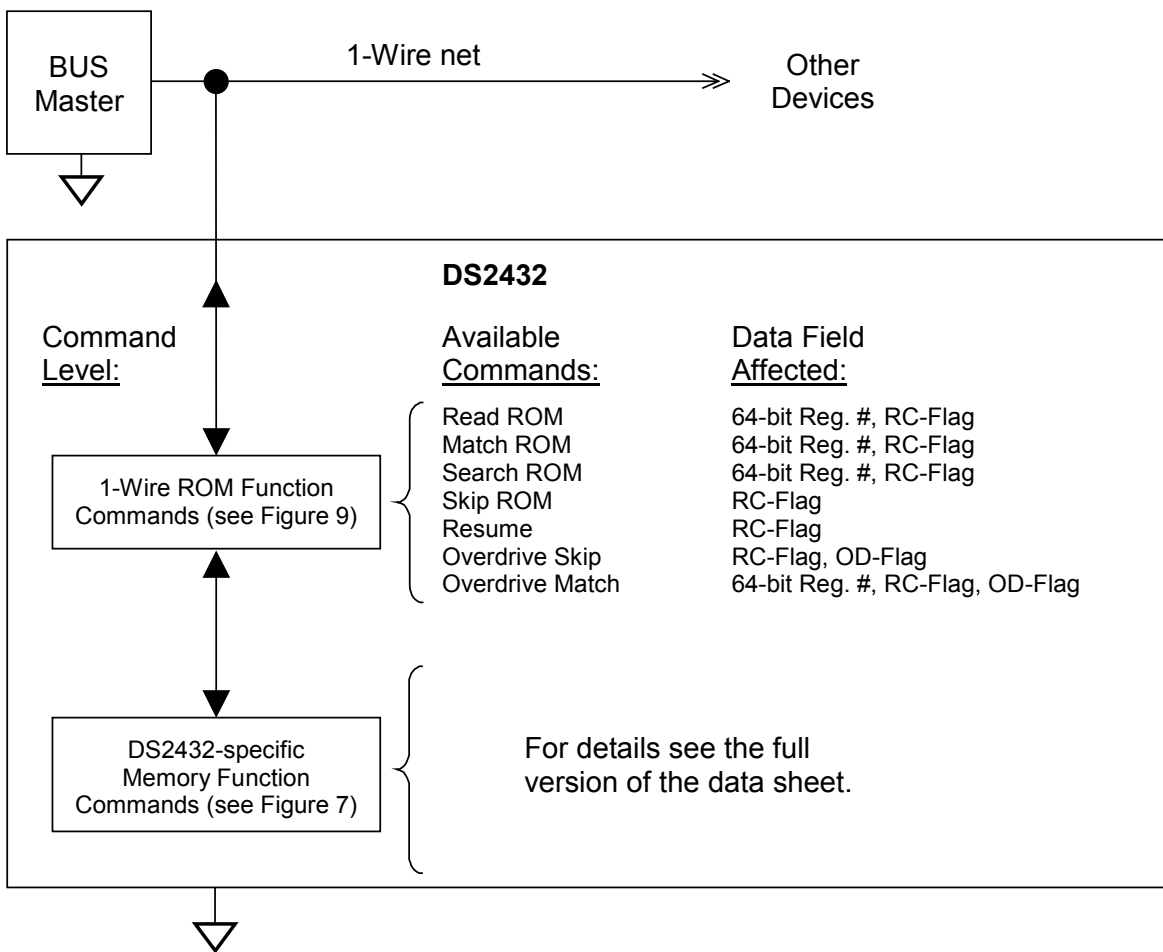 BUS
Master
1-Wire net
Other
Devices
DS2432
Command
Level:
Available
Commands:
Data Field
Affected:
Read ROM 64-bit Reg. #, RC-Flag
Match ROM 64-bit Reg. #, RC-Flag
Search ROM 64-bit Reg. #, RC-Flag
Skip ROM RC-Flag
Resume RC-Flag
Overdrive Skip RC-Flag, OD-Flag
Overdrive Match 64-bit Reg. #, RC-Flag, OD-Flag
1-Wire ROM Function
Commands (see Figure 9)
DS2432-specific
Memory Function
Commands (see Figure 7)
For details see the full
version of the data sheet.